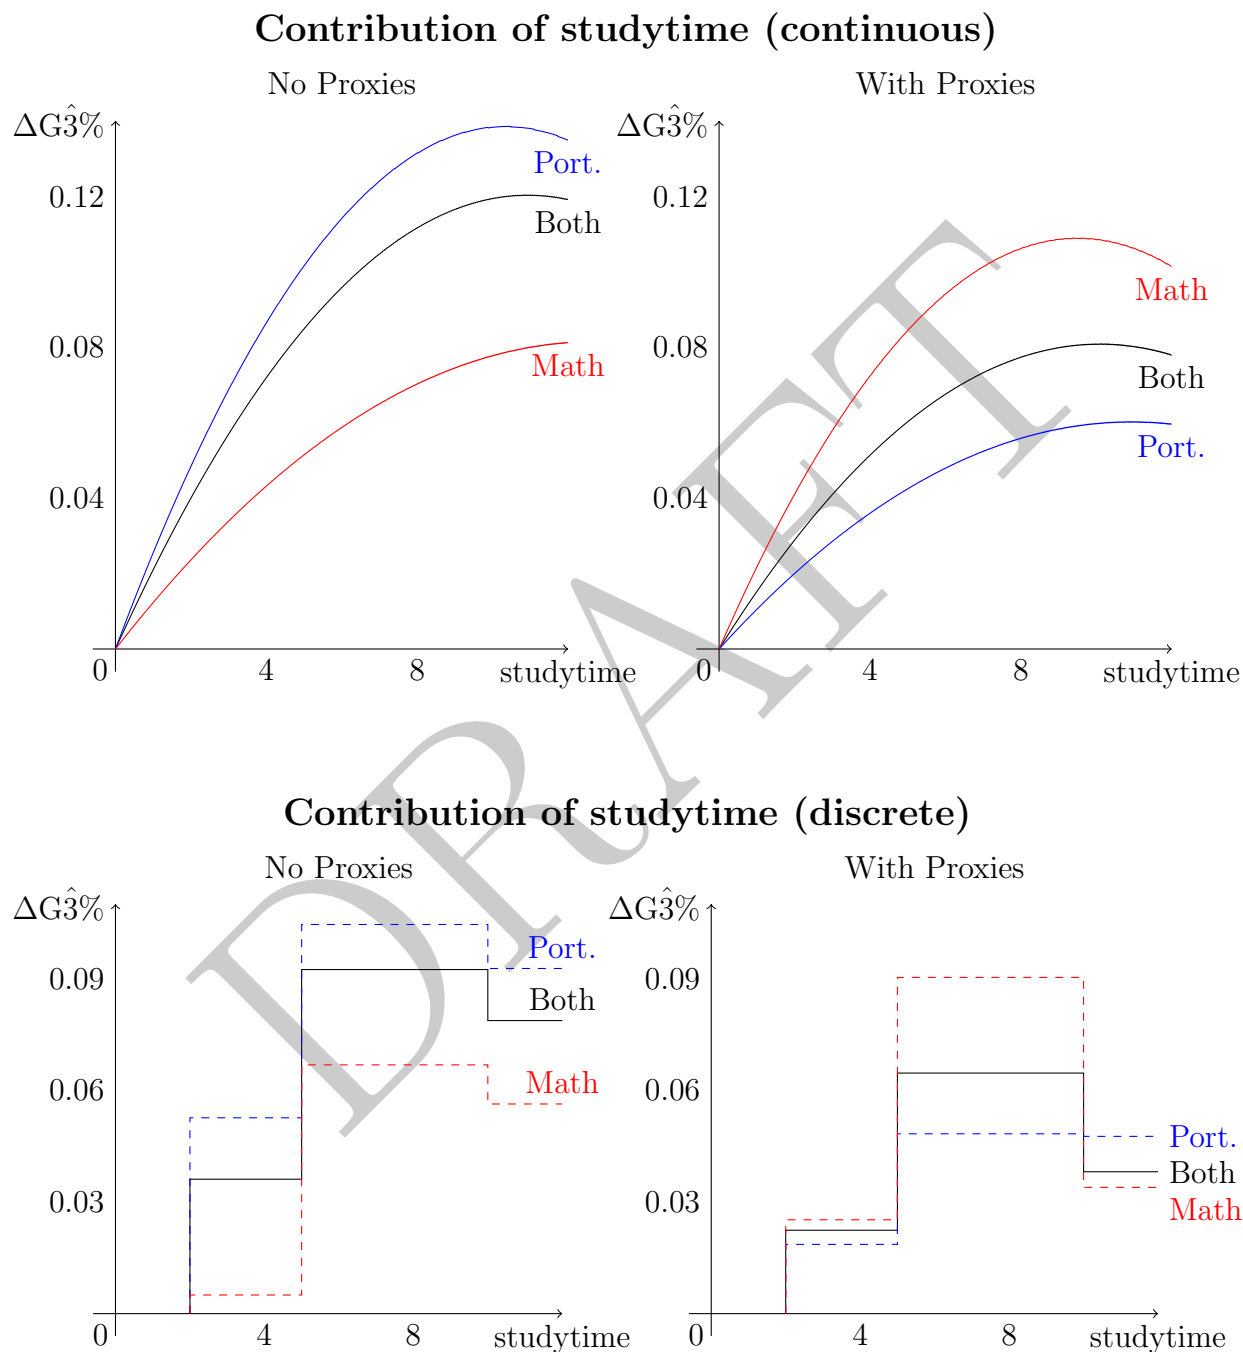 Contribution of studytime (continuous)
No Proxies
With Proxies
ΔG3̂%
ΔG3̂%
Port.
0.12
0.12
Both
Math
0.08
0.08
Math
Both
Port.
0.04
0.04
0
4
8
studytime
0
4
8
studytime
DRAFT
Contribution of studytime (discrete)
No Proxies
With Proxies
ΔG3̂%
ΔG3̂%
Port.
0.09
0.09
Both
0.06
Math
0.06
Port.
Both
0.03
0.03
Math
0
4
8
studytime
0
4
8
studytime